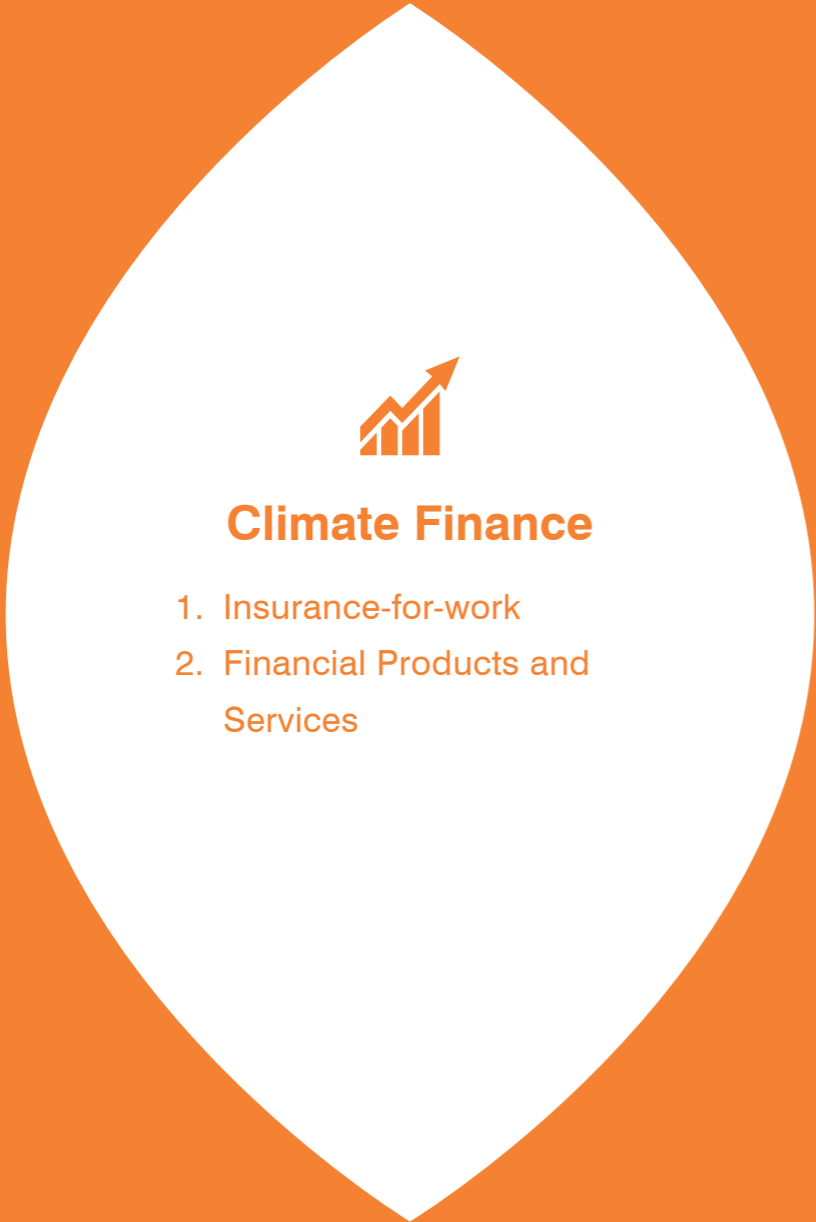 Climate Finance
1. Insurance-for-work
2. Financial Products and
Services